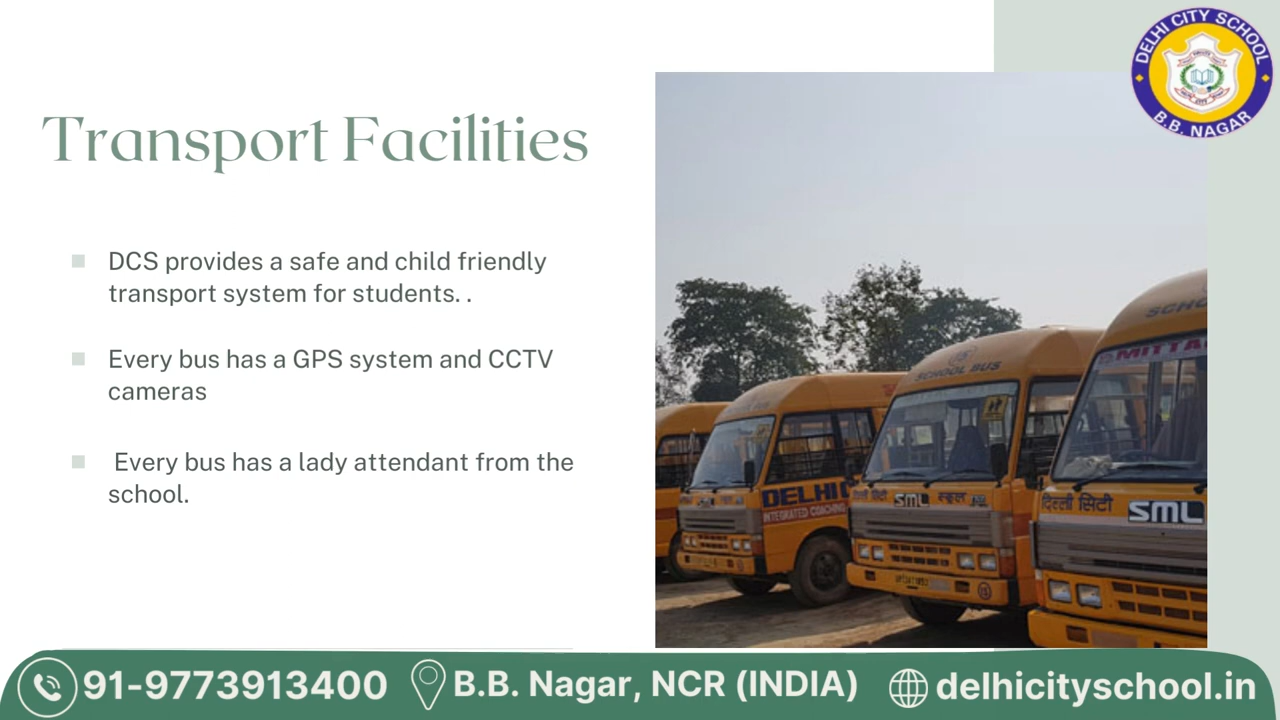 DELHI CITY SCHOOL
B.B. NAGAR
Transport Facilities
DCS provides a safe and child friendly
transport system for students. .
Every bus has a GPS system and CCTV
cameras
Every bus has a lady attendant from the
school.
SCHOOL BUS
DELHI
INTEGRATED COACHING
दिल्ली सिटी SML स्कूल
SCHOOL
MITTA
दिल्ली सिटी SML
91-9773913400
B.B. Nagar, NCR (INDIA)
delhicityschool.in